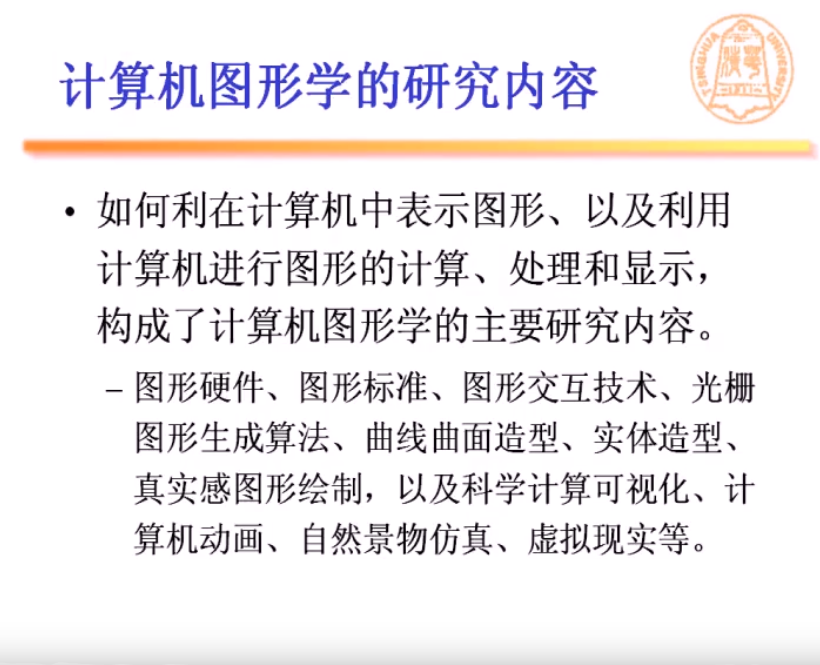 计算机图形学的研究内容
TSINGHUA UNIVERSITY
• 如何利在计算机中表示图形、以及利用
计算机进行图形的计算、处理和显示，
构成了计算机图形学的主要研究内容。
– 图形硬件、图形标准、图形交互技术、光栅
图形生成算法、曲线曲面造型、实体造型、
真实感图形绘制，以及科学计算可视化、计
算机动画、自然景物仿真、虚拟现实等。